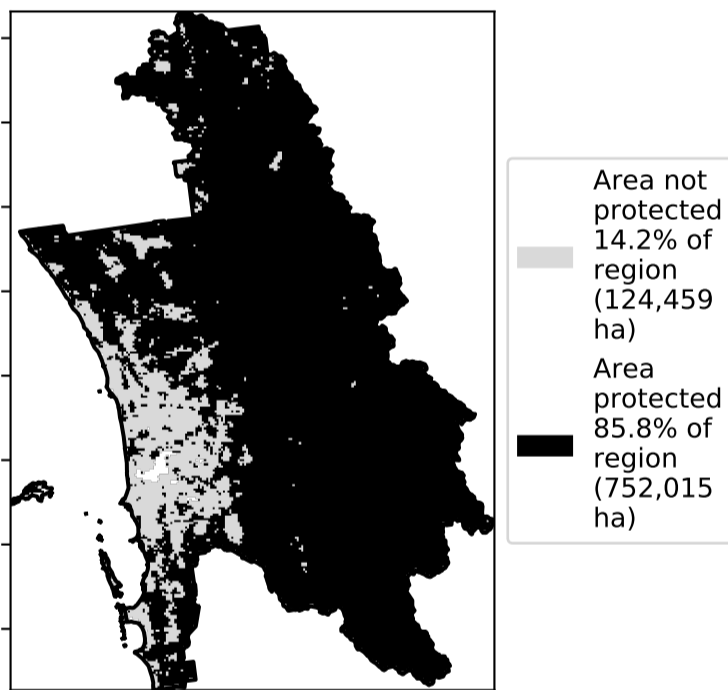 Area not
protected
14.2% of
region
(124,459
ha)
Area
protected
85.8% of
region
(752,015
ha)